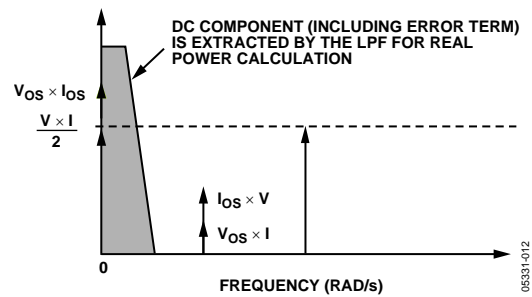 DC COMPONENT (INCLUDING ERROR TERM)
IS EXTRACTED BY THE LPF FOR REAL
POWER CALCULATION
VOS × IOS
V × I
2
IOS × V
VOS × I
0
FREQUENCY (RAD/s)
05331-012